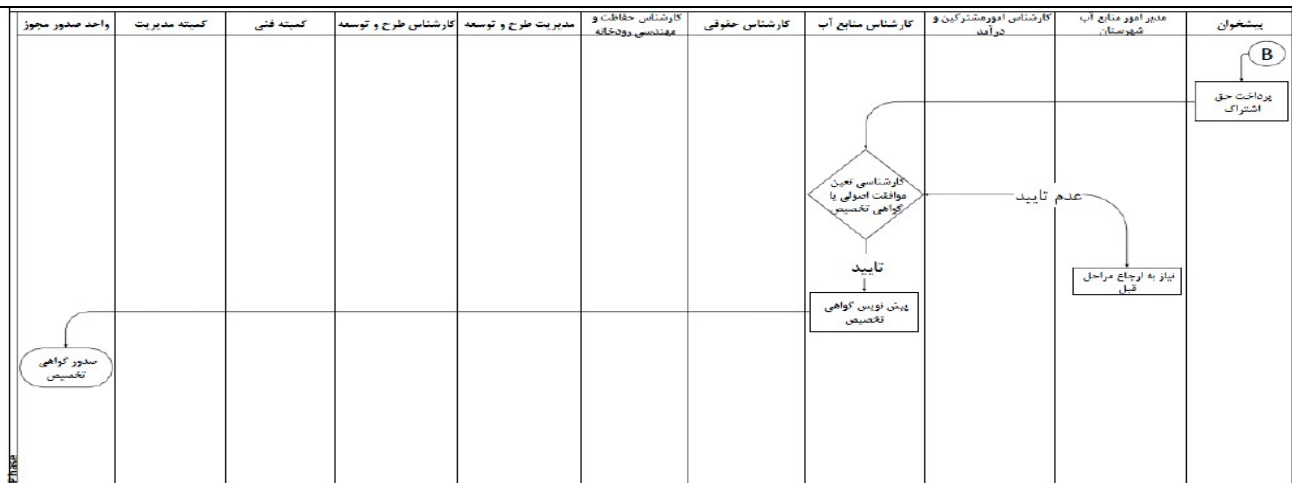 پیشخوان
مدیر امور منابع آب
شهرستان
کارشناس امورمشترکین و
درآمد
کارشناس منابع آب
کارشناس حقوقی
کارشناس حفاظت و
مهندسی رودخانه
مدیریت طرح و توسعه
کارشناس طرح و توسعه
کمیته فنی
کمیته مدیریت
واحد صدور مجوز
B
پرداخت حق
اشتراک
کارشناسی تعین
موافقت اصولی یا
گواهی تخصیص
عدم تایید
تایید
نیاز به ارجاع مراحل
قبل
پیش نویس گواهی
تخصیص
صدور گواهی
تخصیص
Phase